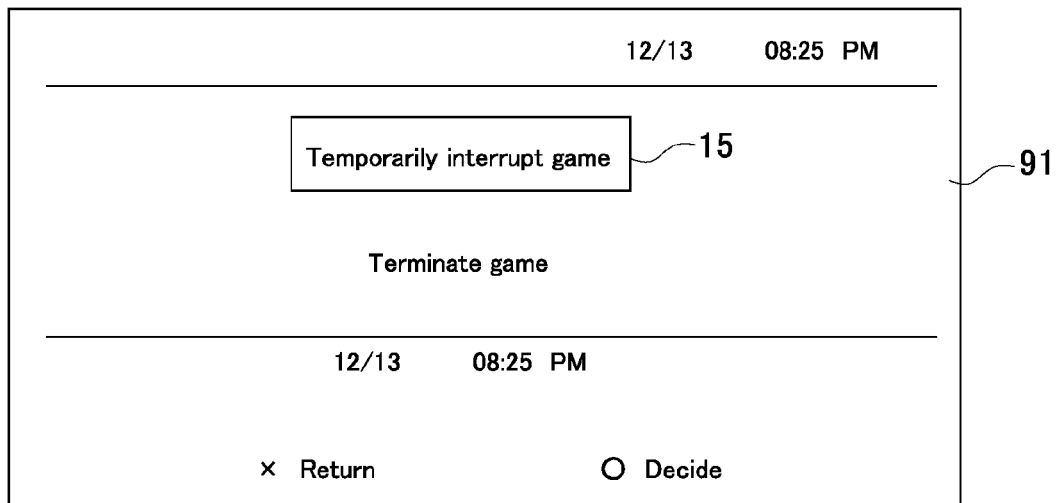 12/13 08:25 PM
Temporarily interrupt game
15
91
Terminate game
12/13 08:25 PM
× Return ○ Decide